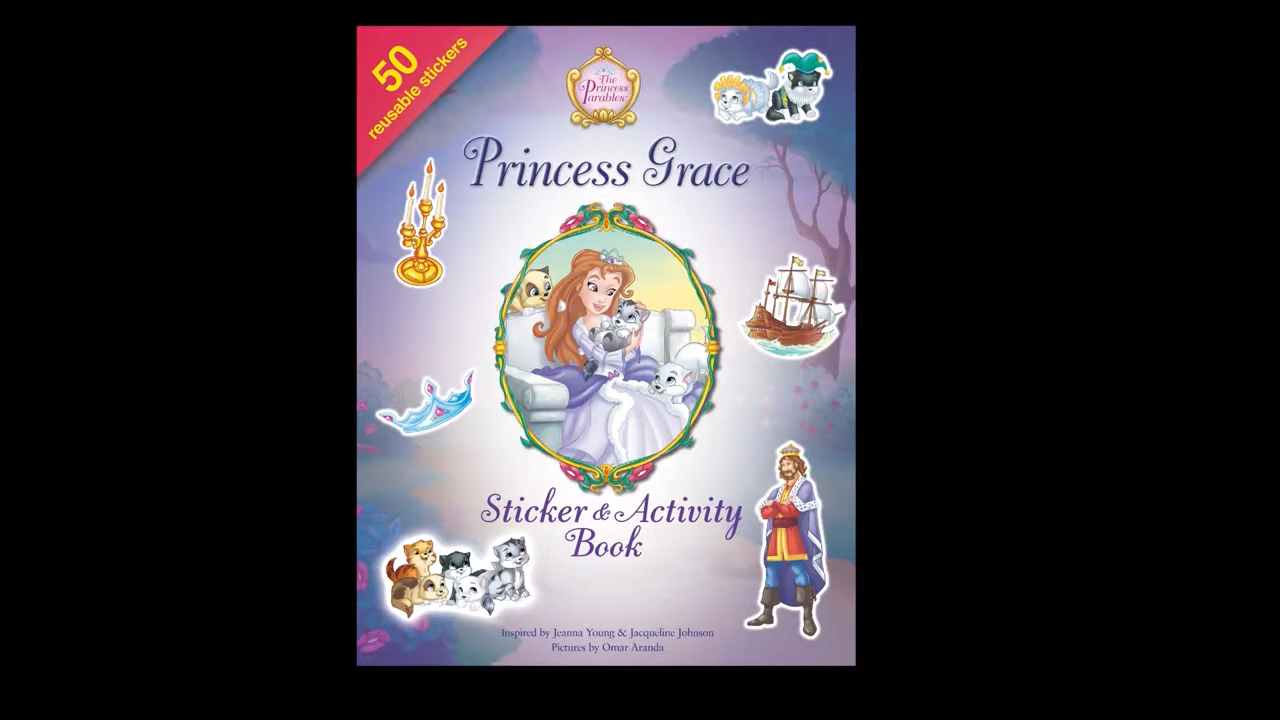 50
reusable stickers
The
Princess
Parables
Princess Grace
Sticker & Activity
Book
Inspired by Jeanna Young & Jacqueline Johnson
Pictures by Omar Aranda